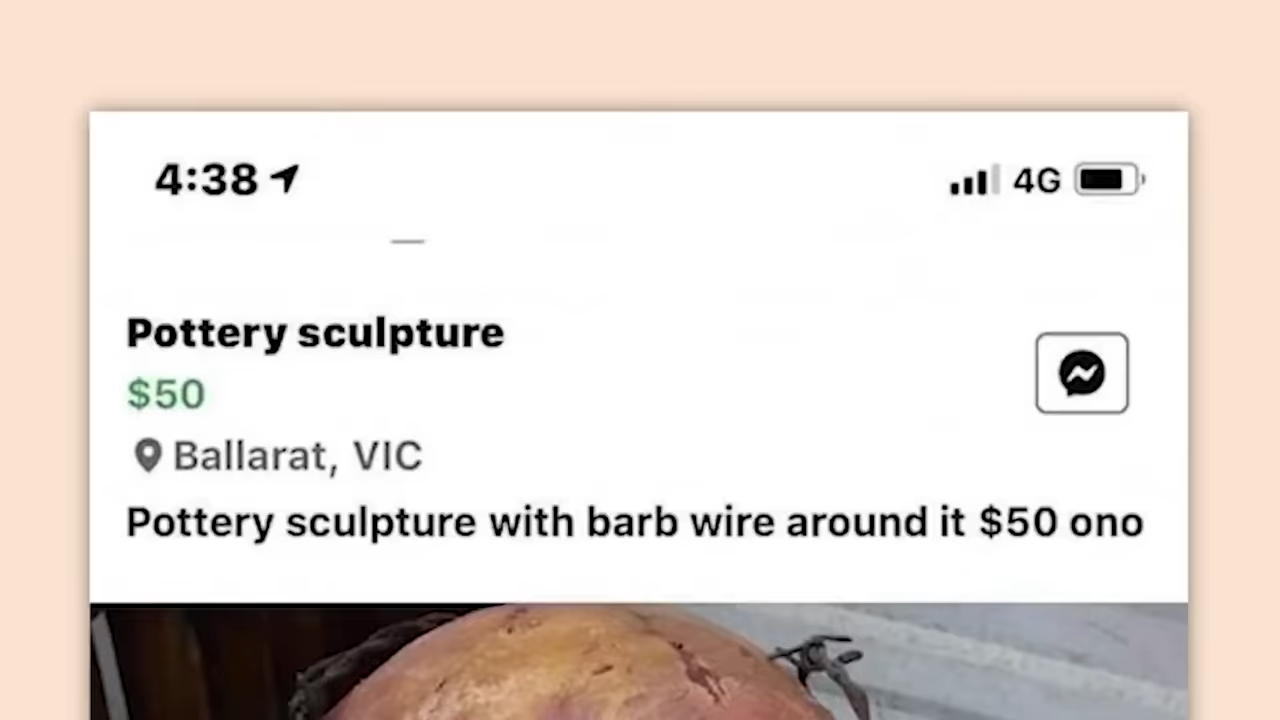 4:38
4G
Pottery sculpture
$50
Ballarat, VIC
Pottery sculpture with barb wire around it $50 ono